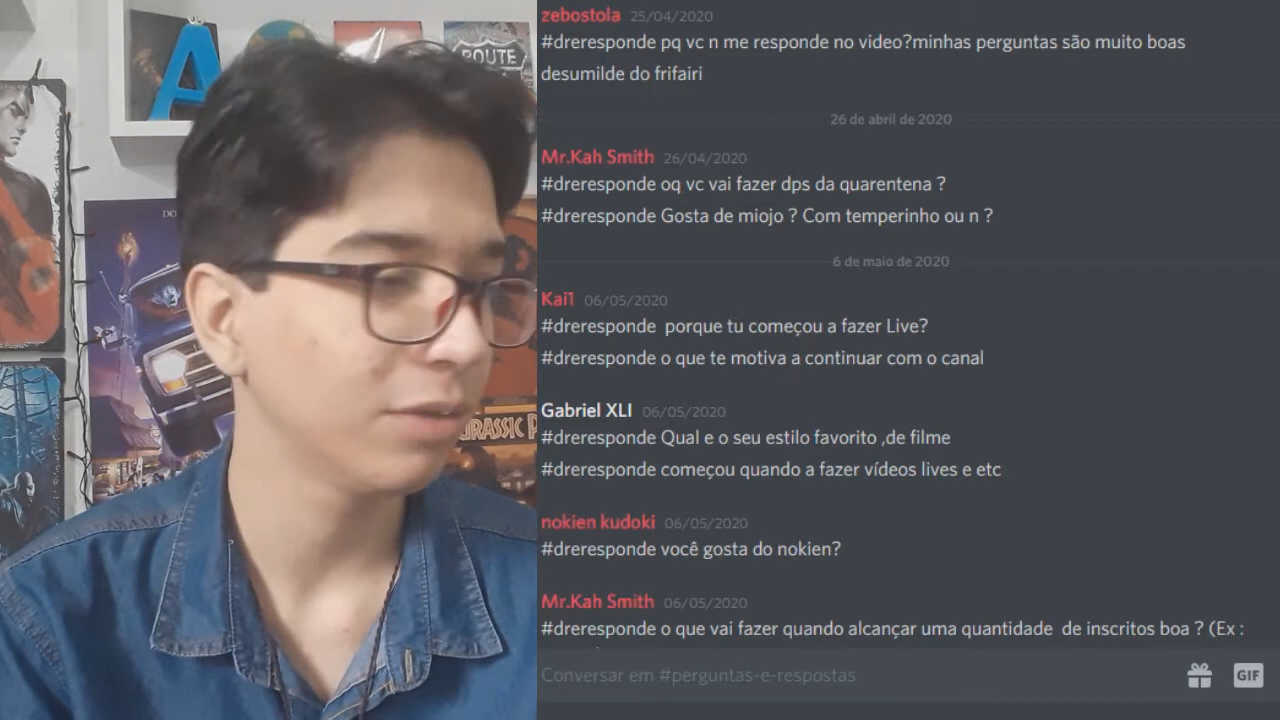 ROUTE
DO
JURASSIC P
zebostola 25/04/2020
#dreresponde pq vc n me responde no video?minhas perguntas são muito boas
desumilde do frifairi
26 de abril de 2020
Mr.Kah Smith 26/04/2020
#dreresponde oq vc vai fazer dps da quarentena ?
#dreresponde Gosta de miojo ? Com temperinho ou n ?
6 de maio de 2020
Kai1 06/05/2020
#dreresponde  porque tu começou a fazer Live?
#dreresponde o que te motiva a continuar com o canal
Gabriel XLI 06/05/2020
#dreresponde Qual e o seu estilo favorito ,de filme
#dreresponde começou quando a fazer vídeos lives e etc
nokien kudoki 06/05/2020
#dreresponde você gosta do nokien?
Mr.Kah Smith 06/05/2020
#dreresponde o que vai fazer quando alcançar uma quantidade  de inscritos boa ? (Ex :
Conversar em #perguntas-e-respostas
GIF